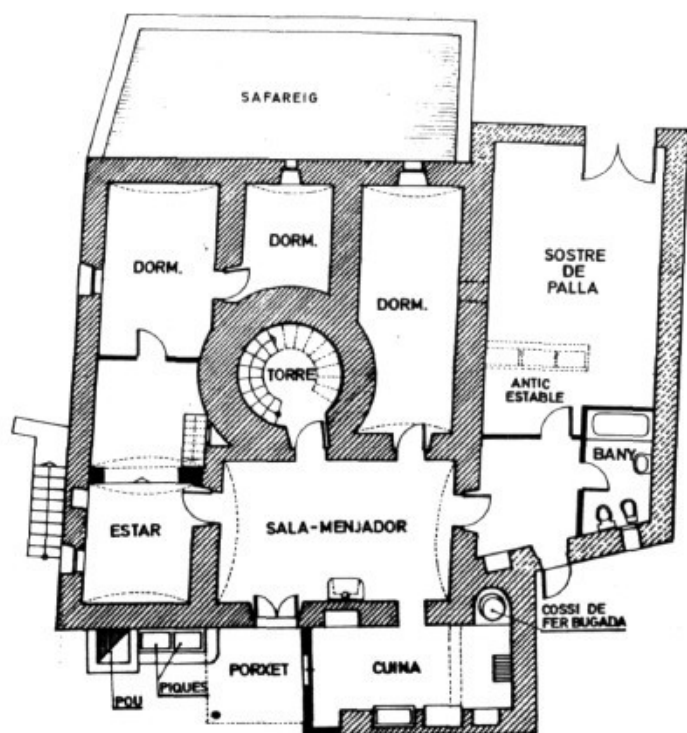 SAFAREIG
DORM.
DORM.
DORM.
SOSTRE
DE
PALLA
TORRE
ANTIC
ESTABLE
BANY
ESTAR
SALA-MENJADOR
COSSI DE
FER BUGADA
PORXET
CUINA
POU
PIQUES